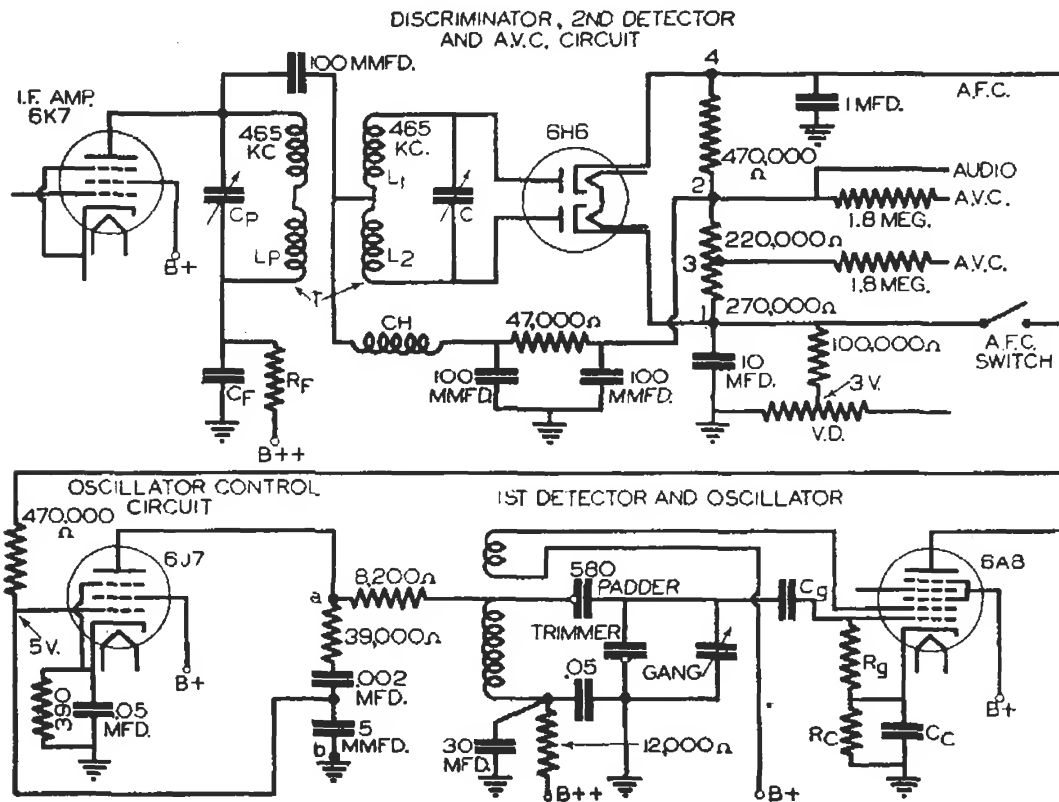 DISCRIMINATOR, 2ND DETECTOR
AND A.V.C. CIRCUIT
100 MMFD.
I.F. AMP.
6K7
465
KC
465
KC.
CP
LP
L1
L2
C
T
B+
6H6
4
1 MFD.
A.F.C.
470,000
Ω
2
AUDIO
A.V.C.
1.8 MEG.
220,000Ω
3
A.V.C.
1.8 MEG.
270,000Ω
1
CH
47,000Ω
100
MMFD.
100
MMFD.
CF
RF
B++
10
MFD.
100,000Ω
3 V.
V.D.
A.F.C.
SWITCH
OSCILLATOR CONTROL
CIRCUIT
1ST DETECTOR AND OSCILLATOR
470,000
Ω
6J7
5V.
390
.05
MFD.
B+
a
8,200Ω
39,000Ω
.002
MFD.
5
MMFD.
b
580
PADDER
TRIMMER
GANG
.05
30
MFD.
12,000Ω
B++
B+
Cg
6A8
Rg
RC
CC
B+